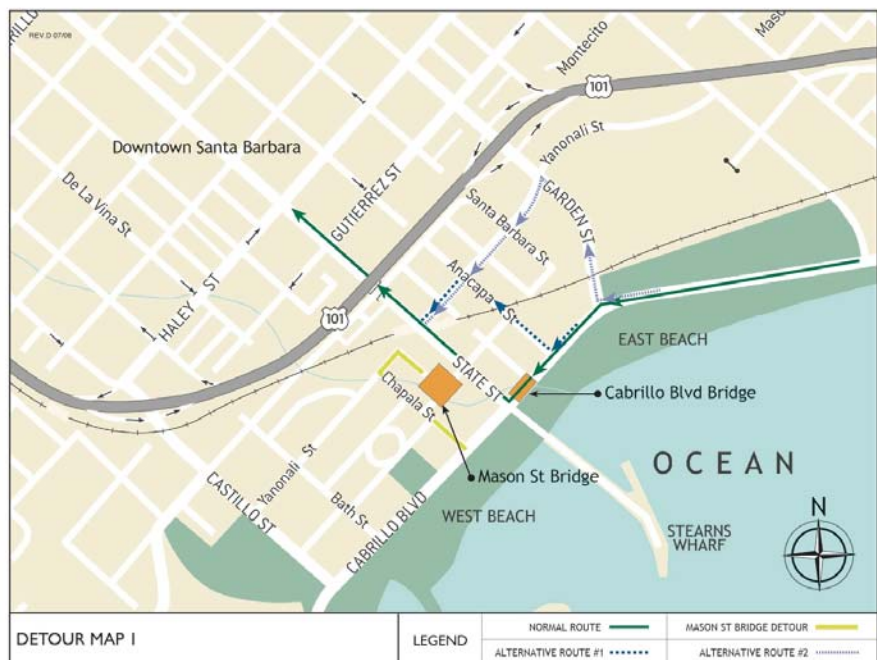 CABRILLO
REV.D 07/08
Montecito
Maso
101
Downtown Santa Barbara
Yanonali St
De La Vina St
GUTIERREZ ST
Santa Barbara St
GARDEN ST
HALEY ST
Anacapa St
101
EAST BEACH
STATE ST
Chapala St
Cabrillo Blvd Bridge
OCEAN
Mason St Bridge
Yanonali St
CASTILLO ST
Bath St
CABRILLO BLVD
WEST BEACH
STEARNS
WHARF
N
DETOUR MAP 1
LEGEND
NORMAL ROUTE
MASON ST BRIDGE DETOUR
ALTERNATIVE ROUTE #1
ALTERNATIVE ROUTE #2